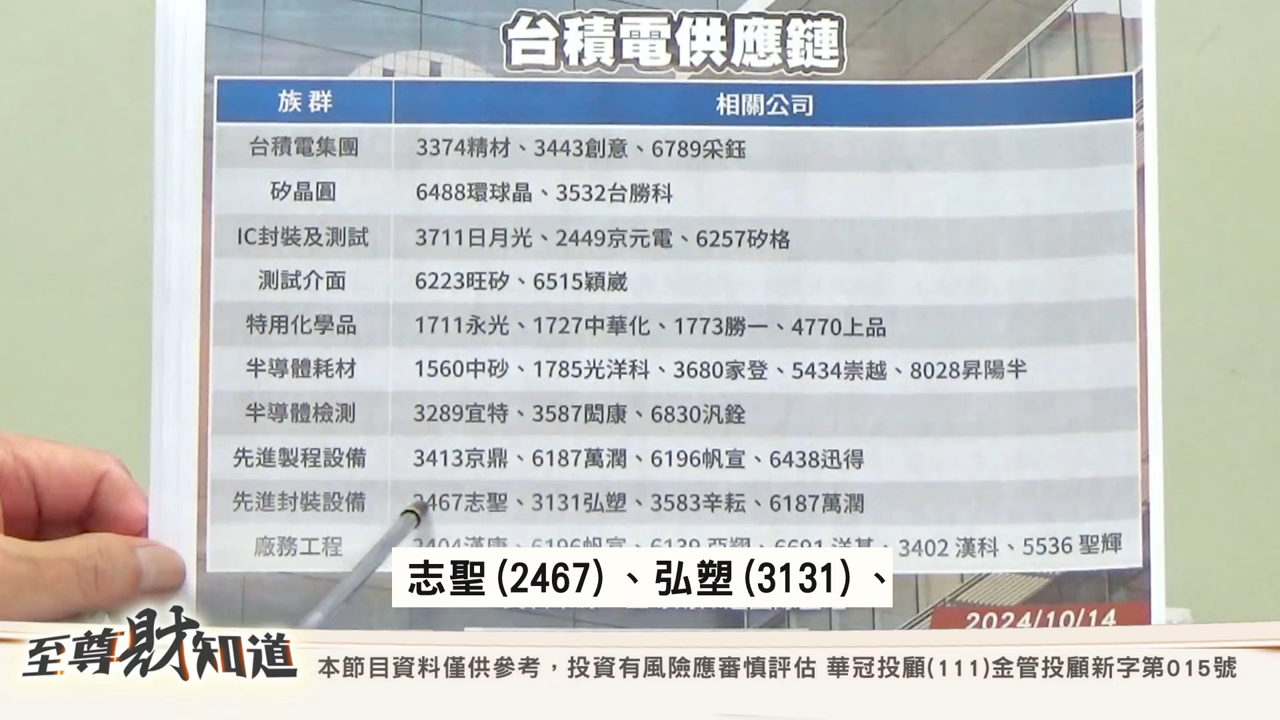 台積電供應鏈
族群 相關公司
台積電集團 3374精材、3443創意、6789采鈺
矽晶圓 6488環球晶、3532台勝科
IC封裝及測試 3711日月光、2449京元電、6257矽格
測試介面 6223旺矽、6515穎崴
特用化學品 1711永光、1727中華化、1773勝一、4770上品
半導體耗材 1560中砂、1785光洋科、3680家登、5434崇越、8028昇陽半
半導體檢測 3289宜特、3587閎康、6830汎銓
先進製程設備 3413京鼎、6187萬潤、6196帆宣、6438迅得
先進封裝設備 2467志聖、3131弘塑、3583辛耘、6187萬潤
廠務工程 3402 漢科、5536 聖輝
志聖(2467)、弘塑(3131)、
2024/10/14
至尊財知道
本節目資料僅供參考，投資有風險應審慎評估 華冠投顧(111)金管投顧新字第015號